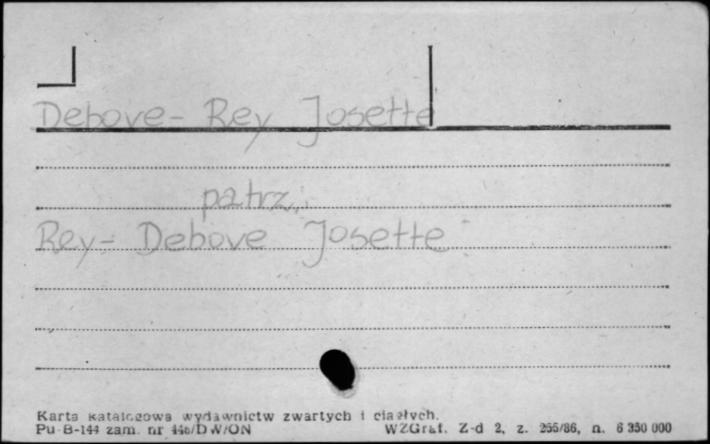 Debove- Rey Josette
patrz.:
Rey- Debove Josette
Karta katalogowa wydawnictw zwartych i ciągłych.
Pu-B-144 zam. nr 44c/DW/ON WZGraf. Z-d 2, z. 255/86, n. 6 350 000